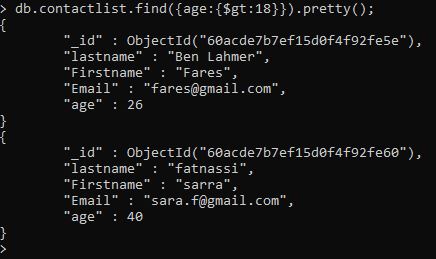 > db.contactlist.find({age:{$gt:18}}).pretty();
{
        "_id" : ObjectId("60acde7b7ef15d0f4f92fe5e"),
        "lastname" : "Ben Lahmer",
        "Firstname" : "Fares",
        "Email" : "fares@gmail.com",
        "age" : 26
}
{
        "_id" : ObjectId("60acde7b7ef15d0f4f92fe60"),
        "lastname" : "fatnassi",
        "Firstname" : "sarra",
        "Email" : "sara.f@gmail.com",
        "age" : 40
}
>